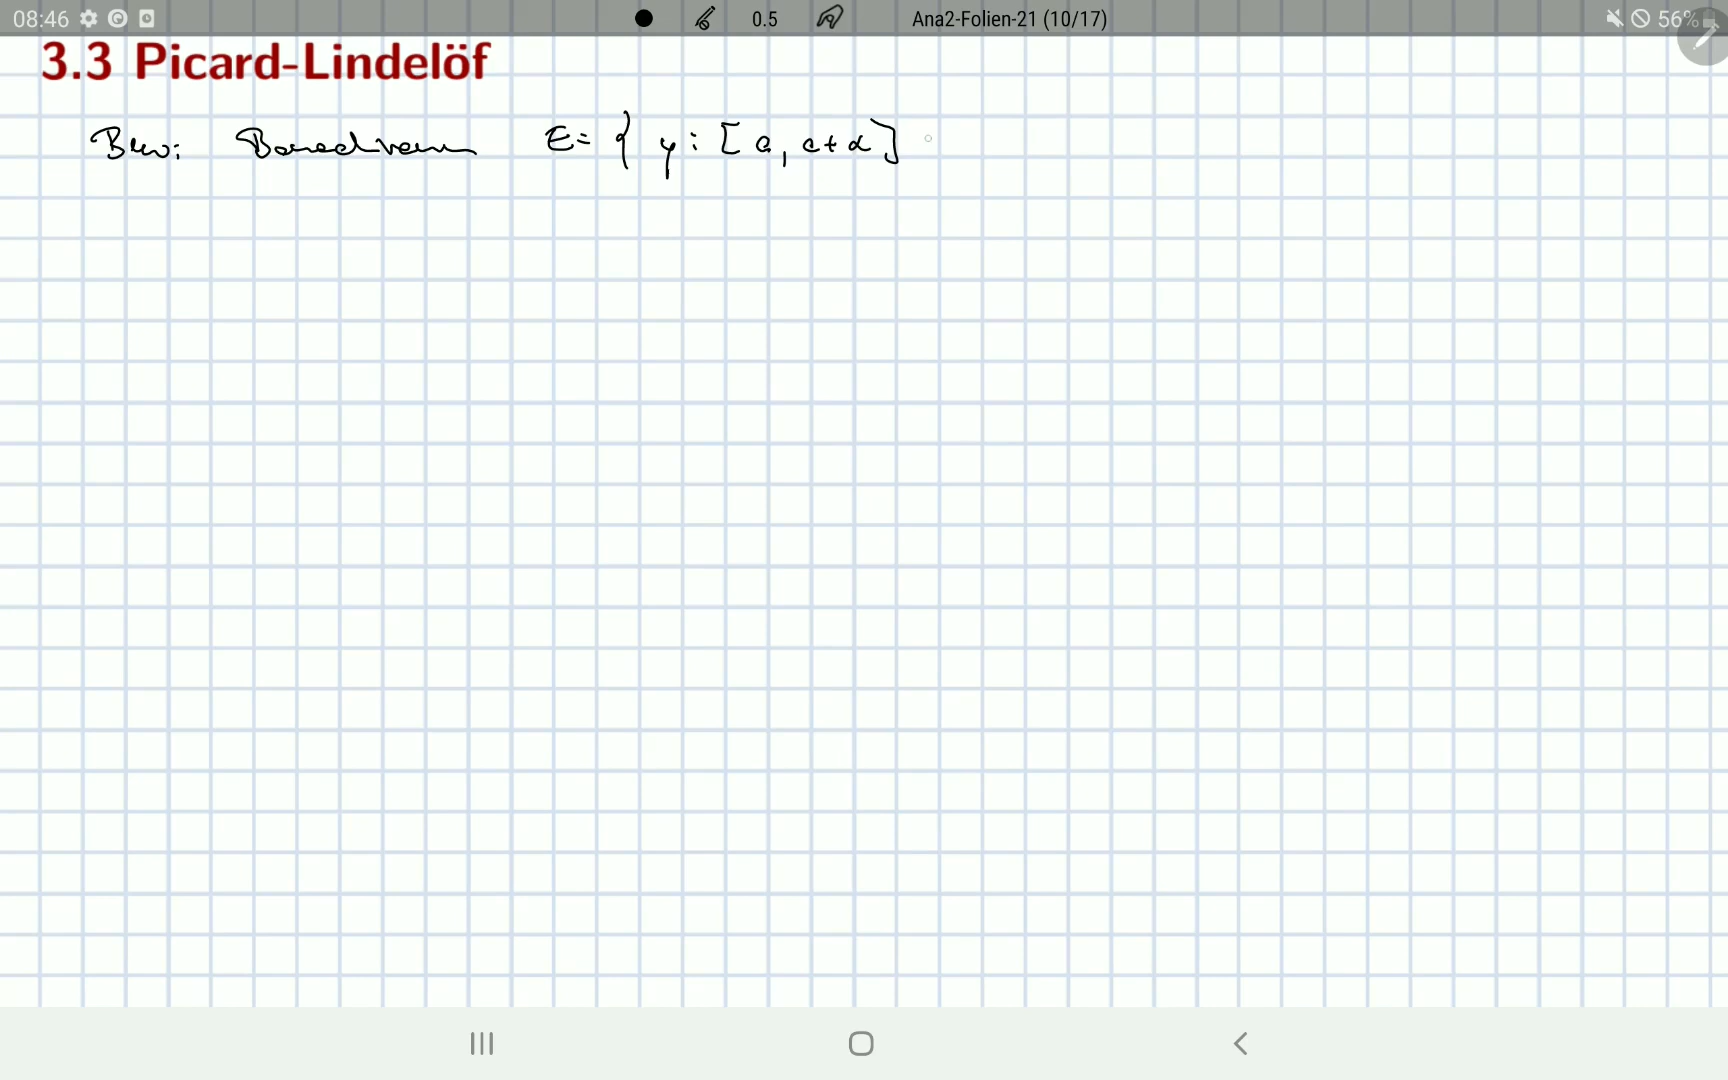 08:46 0.5 Ana2-Folien-21 (10/17) 56%
3.3 Picard-Lindelöf
Bew: Banachraum E = { y : [a, a+α]